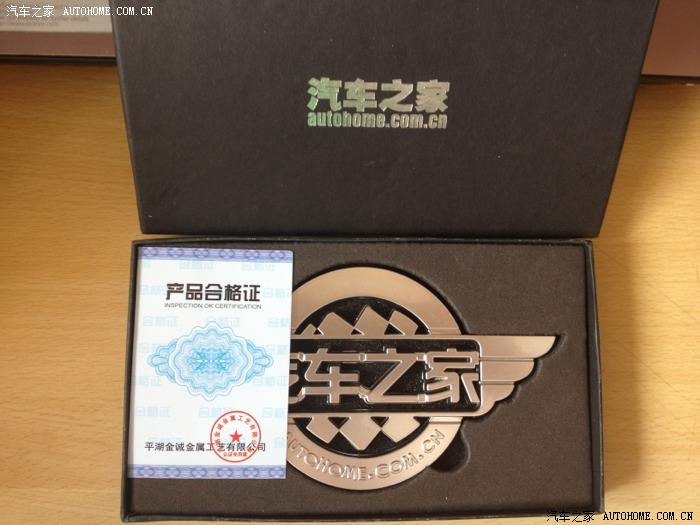 汽车之家 AUTOHOME.COM.CN
汽车之家
autohome.com.cn
产品合格证
INSPECTION OK CERTIFICATION
平湖金诚金属工艺有限公司
车之家
AUTOHOME.COM.CN
汽车之家 AUTOHOME.COM.CN